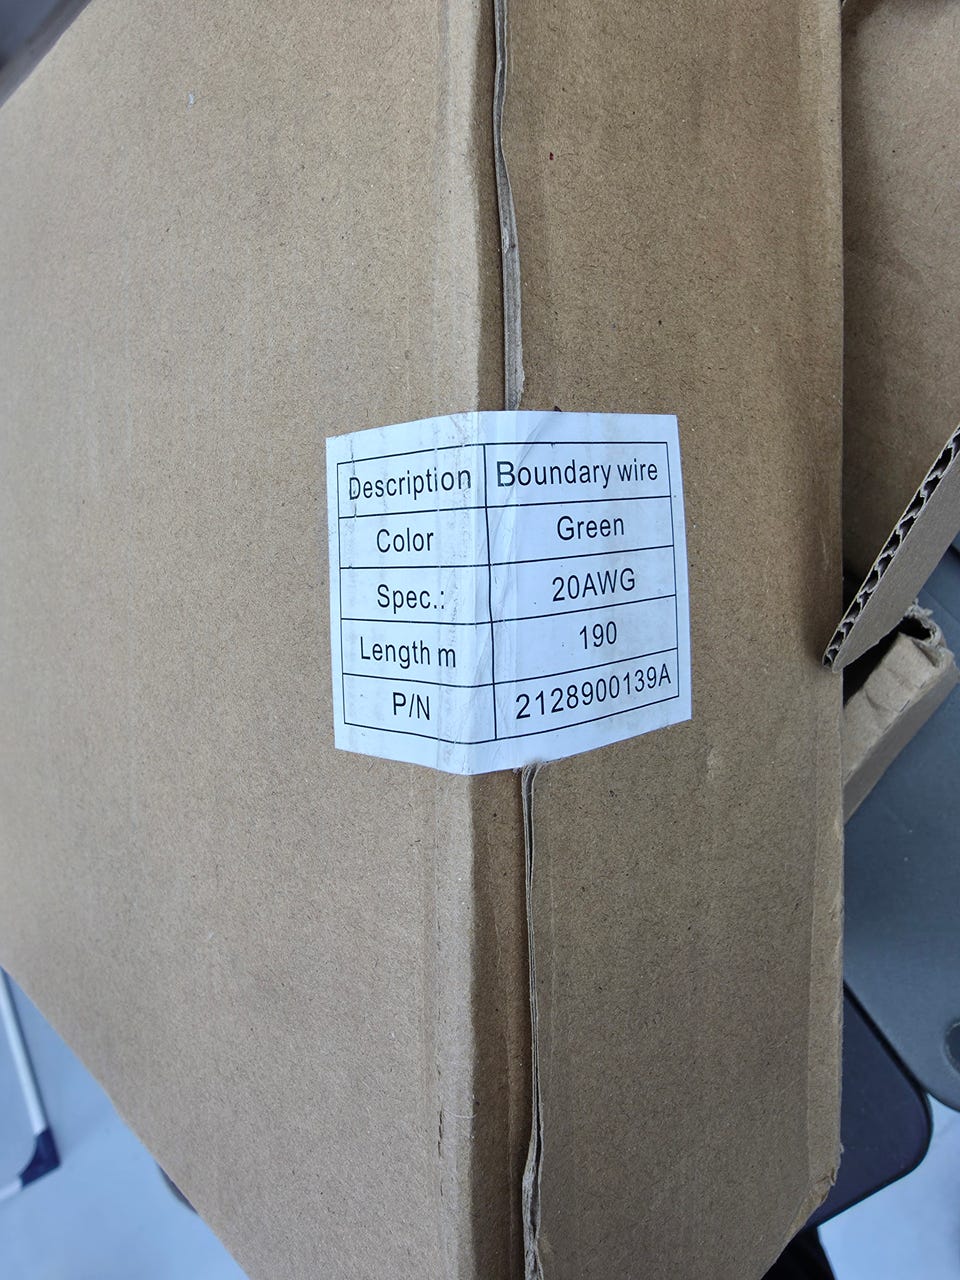 Description Boundary wire
Color Green
Spec.: 20AWG
Length m 190
P/N 2128900139A